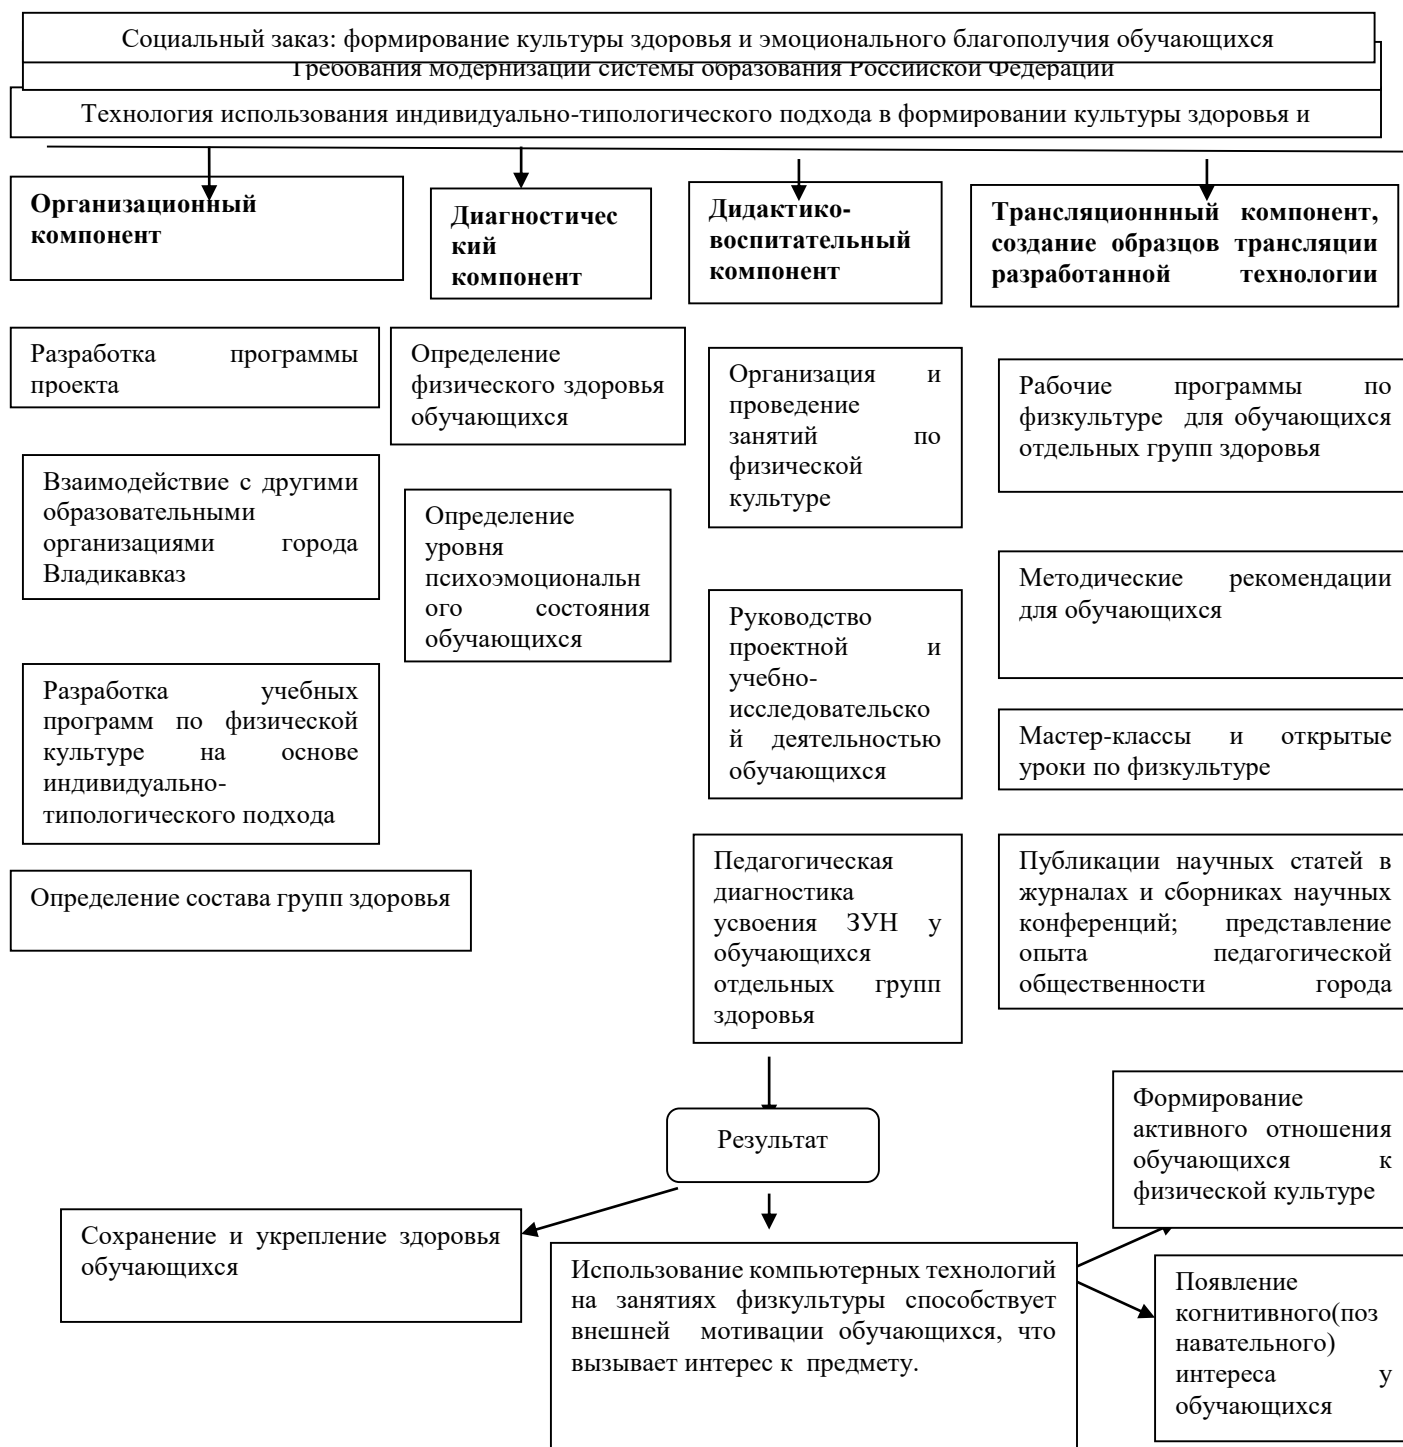 Социальный заказ: формирование культуры здоровья и эмоционального благополучия обучающихся
Требования модернизации системы образования Российской Федерации
Технология использования индивидуально-типологического подхода в формировании культуры здоровья и
Организационный
компонент
Диагностичес
кий
компонент
Дидактико-
воспитательный
компонент
Трансляционнный компонент,
создание образцов трансляции
разработанной технологии
Разработка программы
проекта
Взаимодействие с другими
образовательными
организациями города
Владикавказ
Разработка учебных
программ по физической
культуре на основе
индивидуально-
типологического подхода
Определение состава групп здоровья
Определение
физического здоровья
обучающихся
Определение
уровня
психоэмоциональн
ого состояния
обучающихся
Организация и
проведение
занятий по
физической
культуре
Руководство
проектной и
учебно-
исследовательско
й деятельностью
обучающихся
Педагогическая
диагностика
усвоения ЗУН у
обучающихся
отдельных групп
здоровья
Рабочие программы по
физкультуре для обучающихся
отдельных групп здоровья
Методические рекомендации
для обучающихся
Мастер-классы и открытые
уроки по физкультуре
Публикации научных статей в
журналах и сборниках научных
конференций; представление
опыта педагогической
общественности города
Результат
Сохранение и укрепление здоровья
обучающихся
Использование компьютерных технологий
на занятиях физкультуры способствует
внешней мотивации обучающихся, что
вызывает интерес к предмету.
Формирование
активного отношения
обучающихся к
физической культуре
Появление
когнитивного(поз
навательного)
интереса у
обучающихся